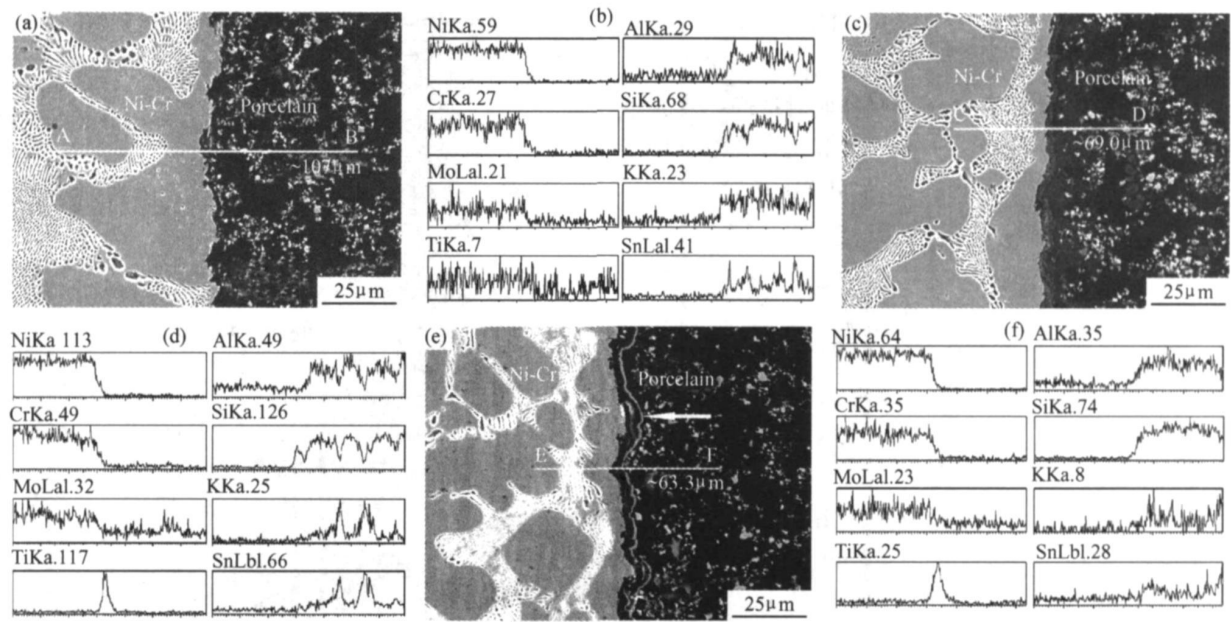 (a)
Ni-Cr
Porcelain
A
B
107μm
25μm
(b)
NiKa.59
AlKa.29
CrKa.27
SiKa.68
MoLal.21
KKa.23
TiKa.7
SnLal.41
(c)
Ni-Cr
Porcelain
C
D
~69.0μm
25μm
(d)
NiKa 113
AlKa.49
CrKa.49
SiKa.126
MoLal.32
KKa.25
TiKa.117
SnLbl.66
(e)
Ni-Cr
Porcelain
E
F
~63.3μm
25μm
(f)
NiKa.64
AlKa.35
CrKa.35
SiKa.74
MoLal.23
KKa.8
TiKa.25
SnLbl.28